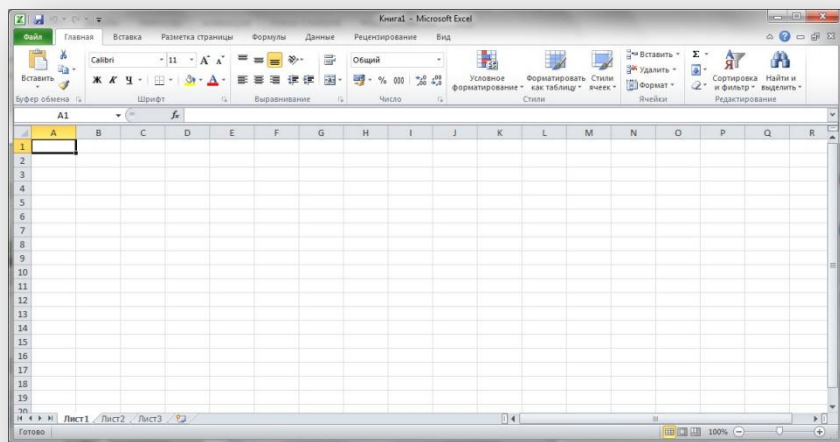 Книга1 - Microsoft Excel
Файл Главная Вставка Разметка страницы Формулы Данные Рецензирование Вид
Вставить
Calibri 11 A A
Ж К Ч A
Общий
% 000
Условное форматирование
Форматировать как таблицу
Стили ячеек
Вставить
Удалить
Формат
Σ
Сортировка и фильтр
Найти и выделить
Буфер обмена Шрифт Выравнивание Число Стили Ячейки Редактирование
A1 fx
A B C D E F G H I J K L M N O P Q R
1
2
3
4
5
6
7
8
9
10
11
12
13
14
15
16
17
18
19
20
Лист1 Лист2 Лист3
Готово 100%